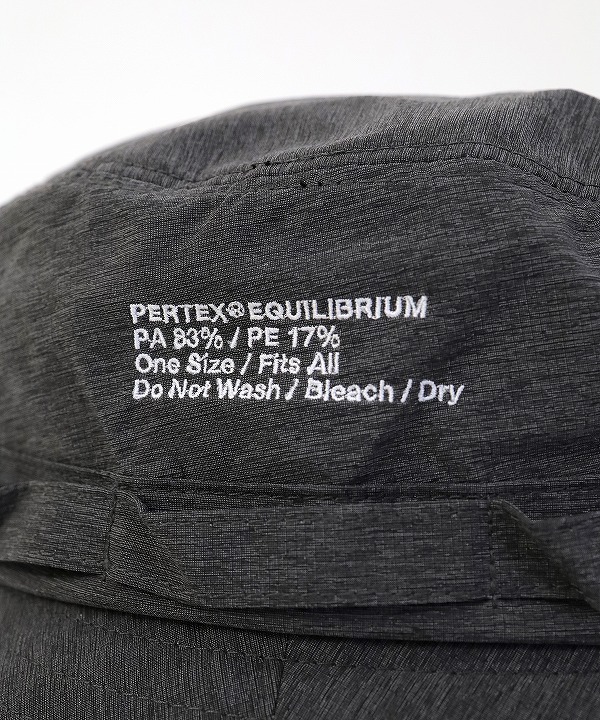 PERTEX® EQUILIBRIUM
PA 83% / PE 17%
One Size / Fits All
Do Not Wash / Bleach / Dry